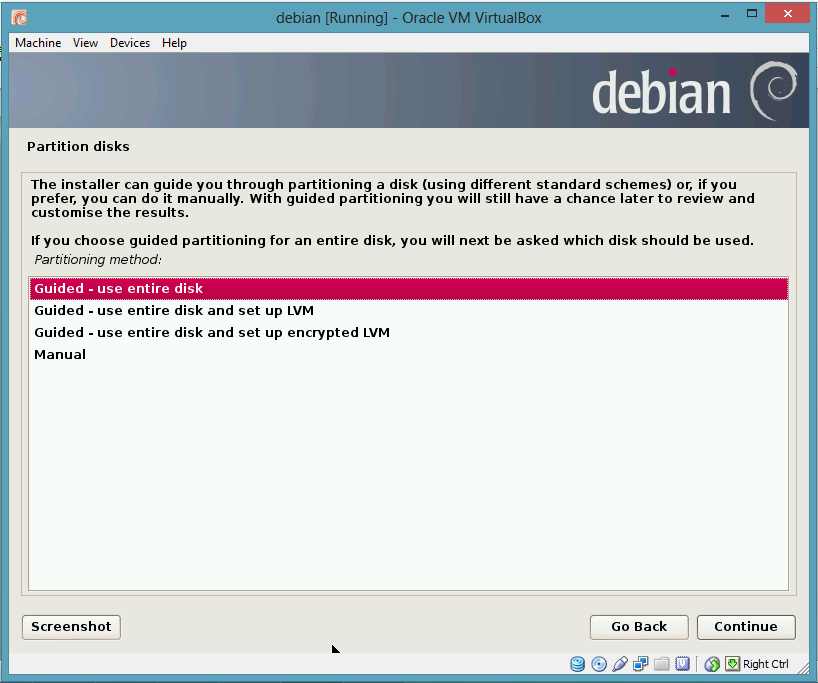 debian [Running] - Oracle VM VirtualBox
Machine View Devices Help
debian
Partition disks
The installer can guide you through partitioning a disk (using different standard schemes) or, if you
prefer, you can do it manually. With guided partitioning you will still have a chance later to review and
customise the results.
If you choose guided partitioning for an entire disk, you will next be asked which disk should be used.
Partitioning method:
Guided - use entire disk
Guided - use entire disk and set up LVM
Guided - use entire disk and set up encrypted LVM
Manual
Screenshot Go Back Continue
Right Ctrl